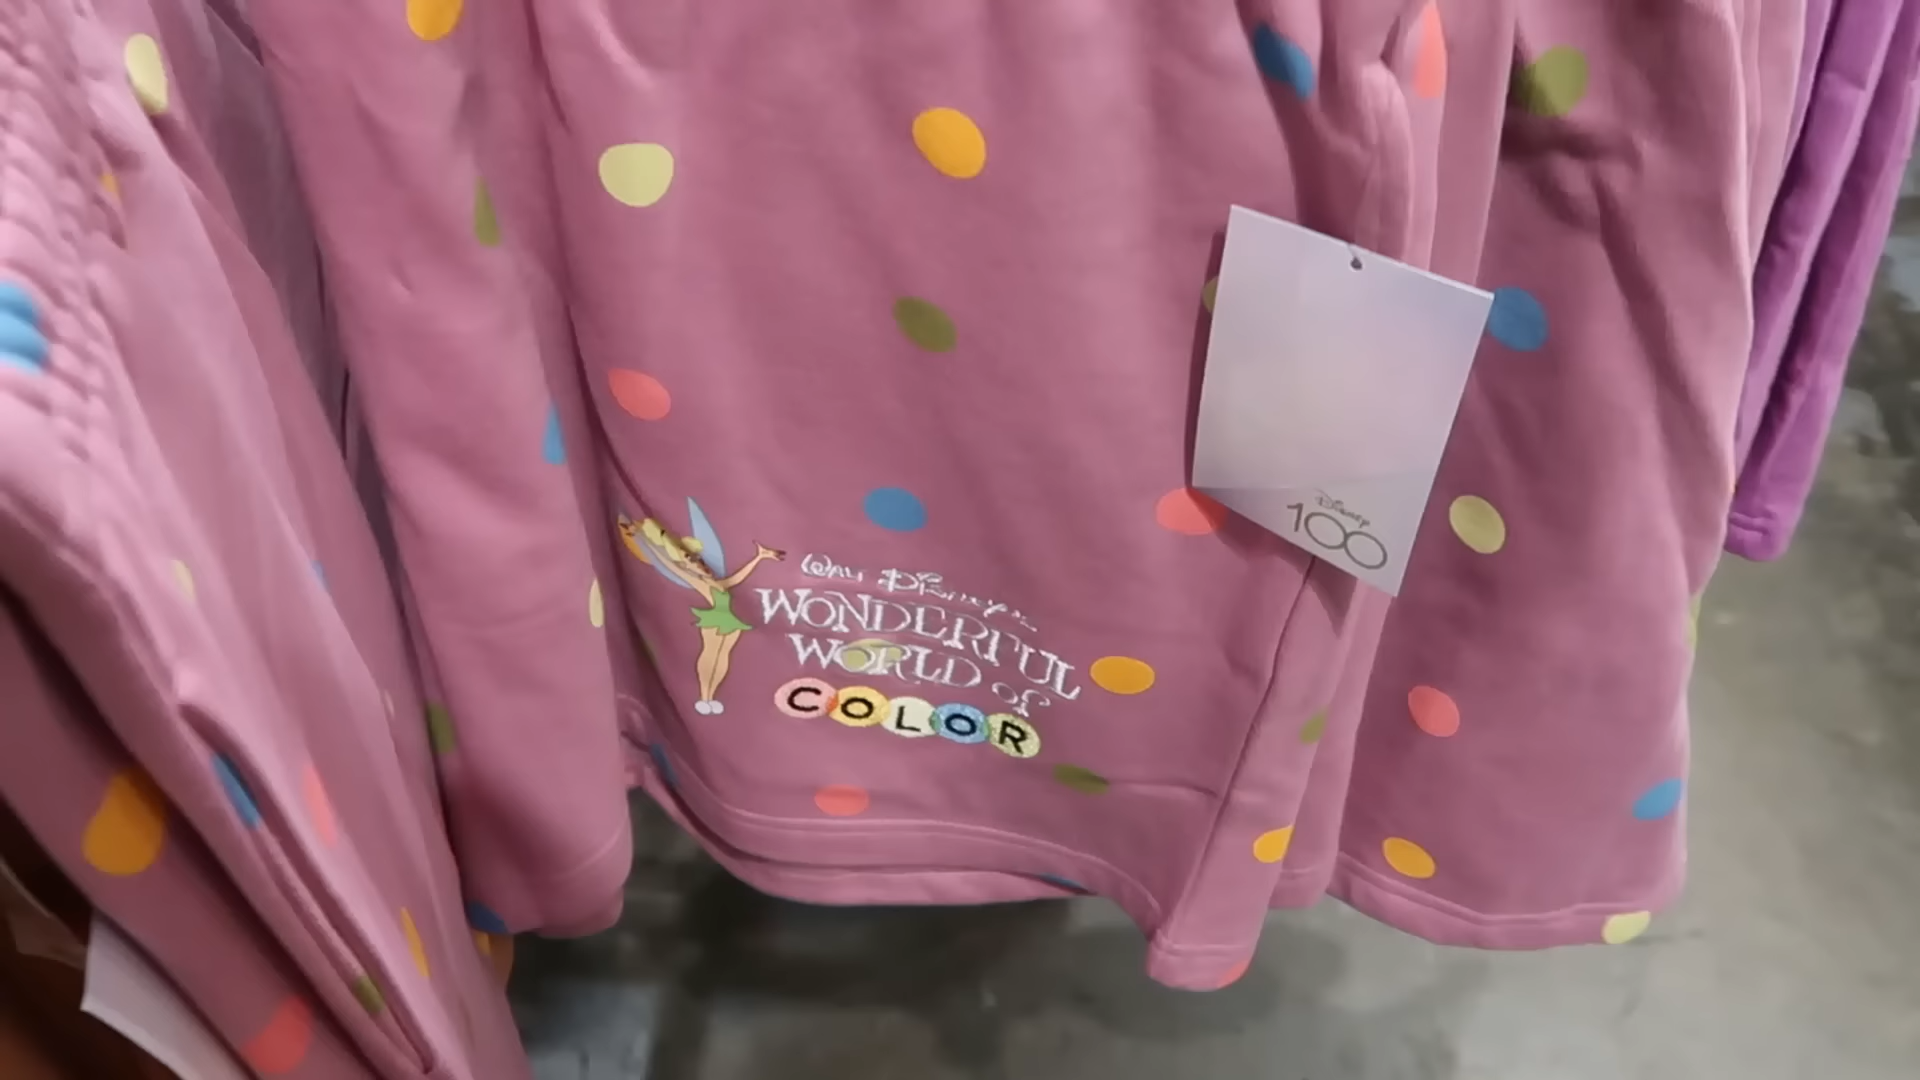 Disney
100
Walt Disney's
WONDERFUL
WORLD OF
COLOR